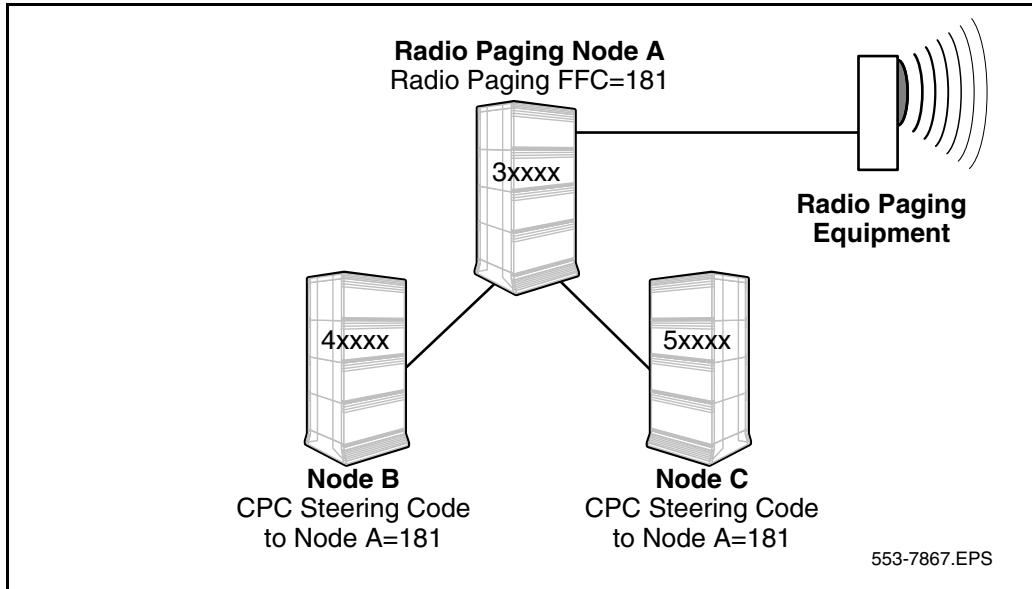 Radio Paging Node A
Radio Paging FFC=181
3xxxx
Radio Paging
Equipment
4xxxx
5xxxx
Node B
CPC Steering Code
to Node A=181
Node C
CPC Steering Code
to Node A=181
553-7867.EPS